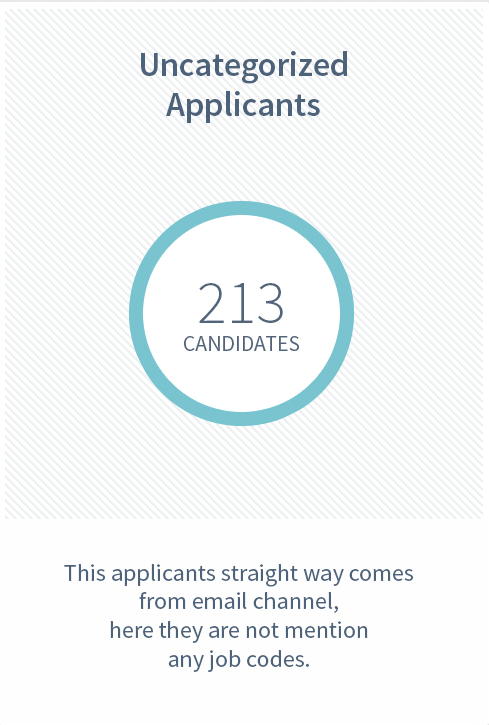 Uncategorized
Applicants
213
CANDIDATES
This applicants straight way comes
from email channel,
here they are not mention
any job codes.